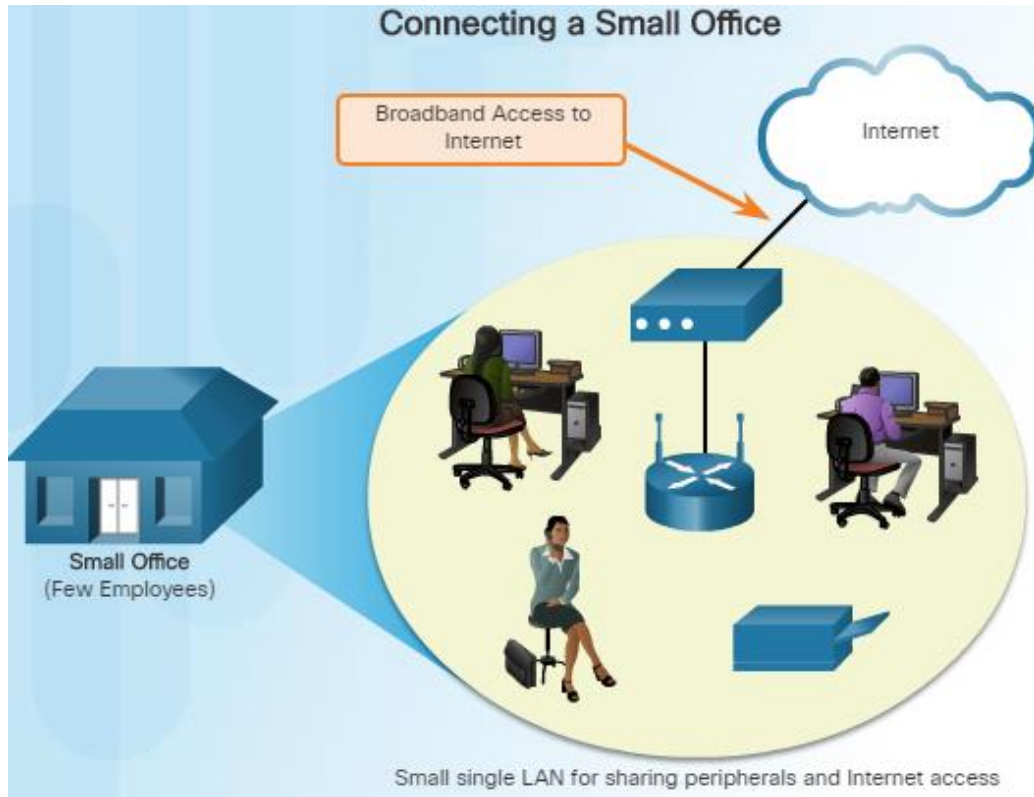 Connecting a Small Office
Broadband Access to
Internet
Internet
Small Office
(Few Employees)
Small single LAN for sharing peripherals and Internet access